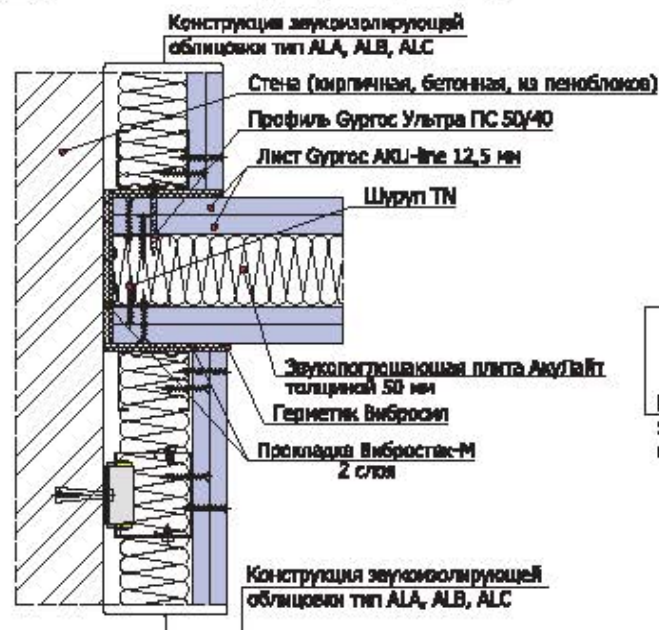 Конструкция звукоизолирующей
облицовки тип ALA, ALB, ALC
Стена (кирпичная, бетонная, из пеноблоков)
Профиль Gyproc Ультра ПС 50/40
Лист Gyproc AKU-line 12,5 мм
Шуруп TN
Звукопоглощающая плита АкуЛайт
толщиной 50 мм
Герметик Вибросил
Прокладка Вибростек-М
2 слоя
Конструкция звукоизолирующей
облицовки тип ALA, ALB, ALC